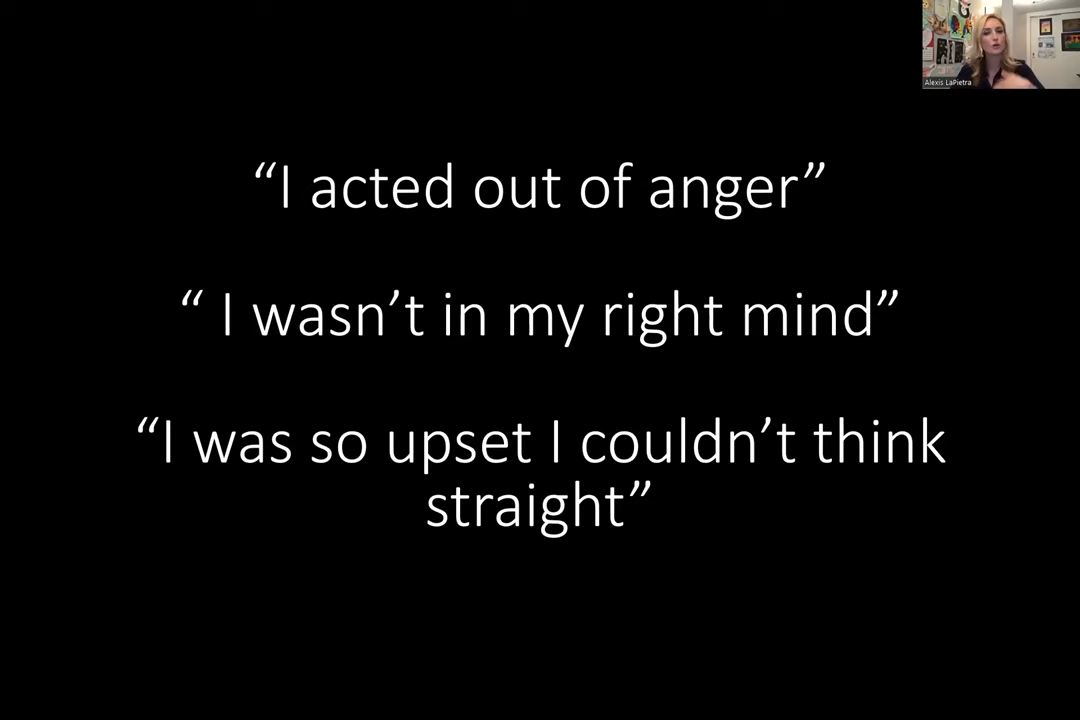 Alexis LaPietra
“I acted out of anger”
“ I wasn’t in my right mind”
“I was so upset I couldn’t think
straight”